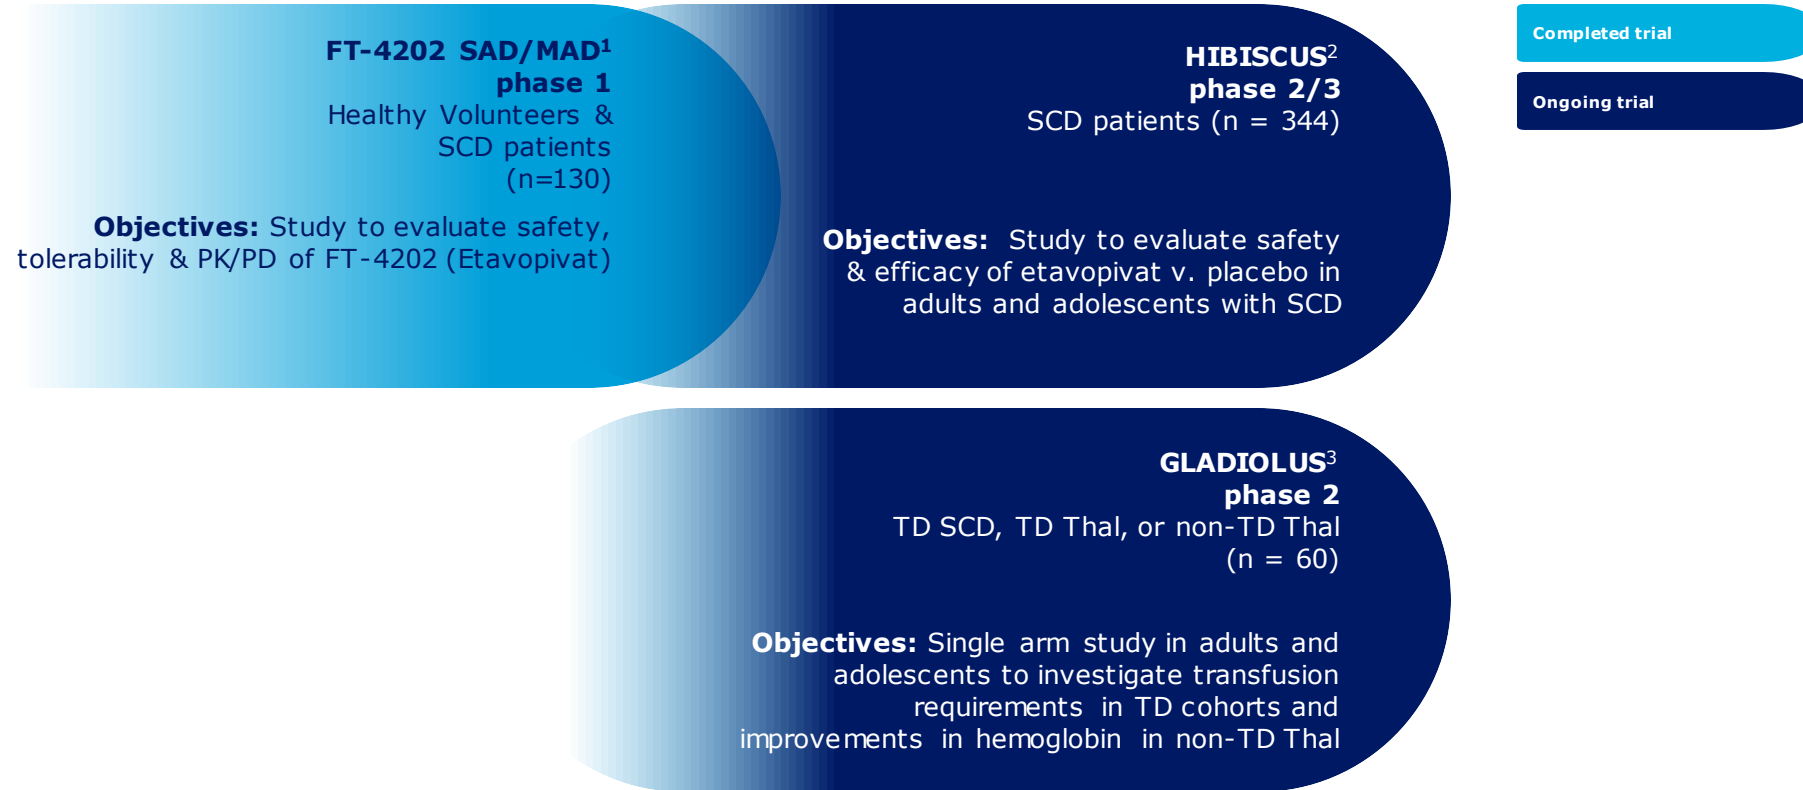 FT-4202 SAD/MAD¹
phase 1
Healthy Volunteers &
SCD patients
(n=130)
Objectives: Study to evaluate safety,
tolerability & PK/PD of FT-4202 (Etavopivat)
HIBISCUS²
phase 2/3
SCD patients (n = 344)
Objectives: Study to evaluate safety
& efficacy of etavopivat v. placebo in
adults and adolescents with SCD
Completed trial
Ongoing trial
GLADIOLUS³
phase 2
TD SCD, TD Thal, or non-TD Thal
(n = 60)
Objectives: Single arm study in adults and
adolescents to investigate transfusion
requirements in TD cohorts and
improvements in hemoglobin in non-TD Thal